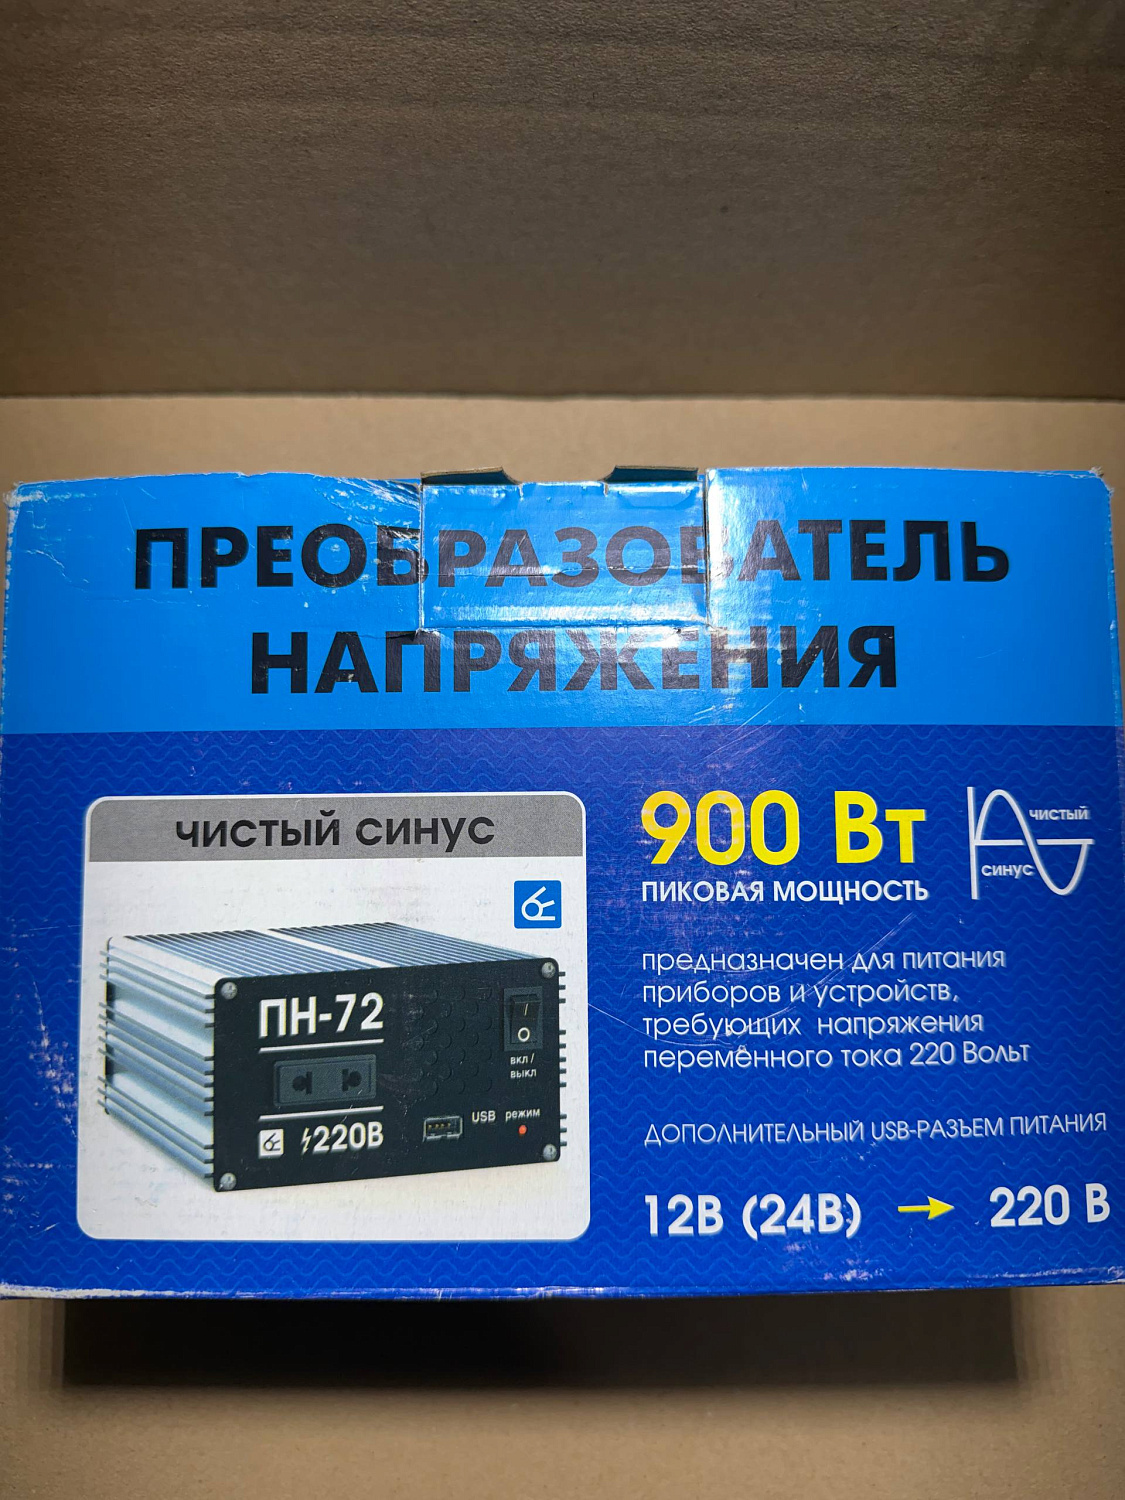 ПРЕОБРАЗОВАТЕЛЬ
НАПРЯЖЕНИЯ
ЧИСТЫЙ СИНУС
ПН-72
⚡220В
ВКЛ /
ВЫКЛ
USB
режим
900 Вт
ПИКОВАЯ МОЩНОСТЬ
ЧИСТЫЙ
СИНУС
предназначен для питания
приборов и устройств,
требующих напряжения
переменного тока 220 Вольт
ДОПОЛНИТЕЛЬНЫЙ USB-РАЗЪЕМ ПИТАНИЯ
12В (24В) → 220 В